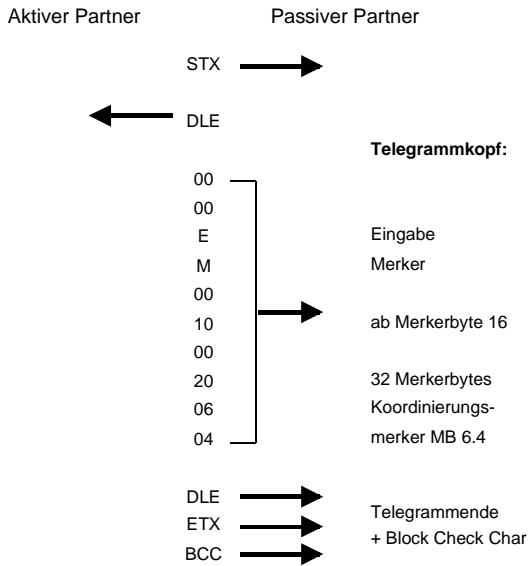 Aktiver Partner Passiver Partner
STX
DLE
Telegrammkopf:
00
00
E Eingabe
M Merker
00
10 ab Merkerbyte 16
00
20 32 Merkerbytes
06 Koordinierungs-
04 merker MB 6.4
DLE
Telegrammende
ETX
+ Block Check Char
BCC